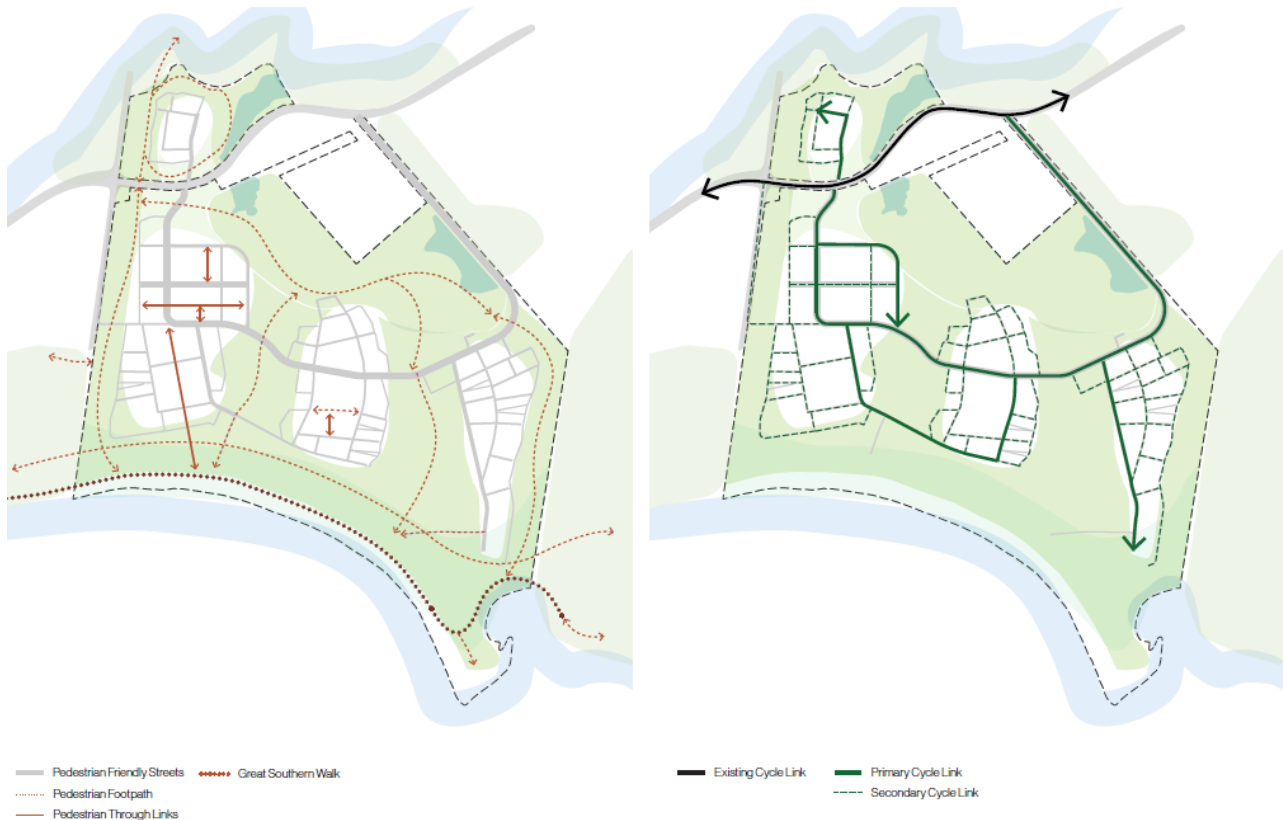 Pedestrian Friendly Streets
Great Southern Walk
Pedestrian Footpath
Pedestrian Through Links
Existing Cycle Link
Primary Cycle Link
Secondary Cycle Link